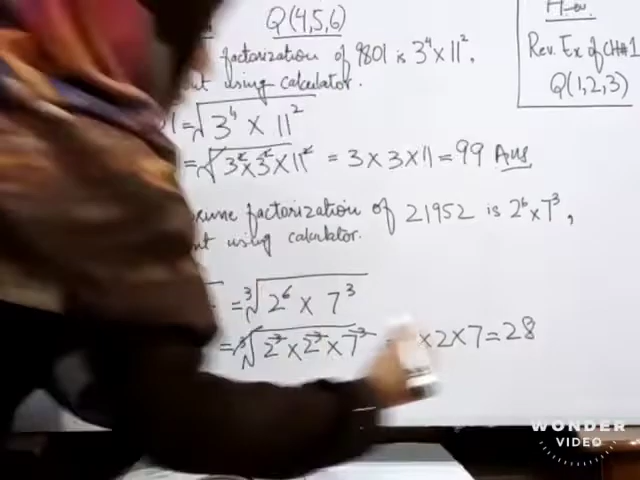 Q(4,5,6)
H.w.
Rev. Ex of CH#1
Q(1,2,3)
factorization of 9801 is 3⁴ × 11².
ut using calculator.
= √3⁴ × 11²
= √3² × 3² × 11² = 3 × 3 × 11 = 99 Ans
factorization of 21952 is 2⁶ × 7³,
ut using calculator.
= ³√2⁶ × 7³
= ³√2³ × 2³ × 7³ = × 2 × 7 = 28
WONDER
VIDEO